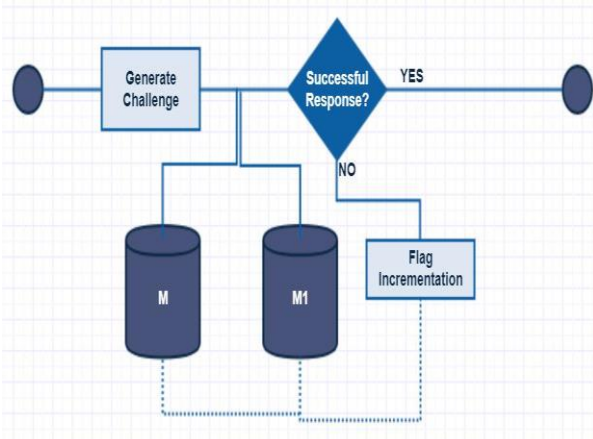 Generate
Challenge
Successful
Response?
YES
NO
M
M1
Flag
Incrementation